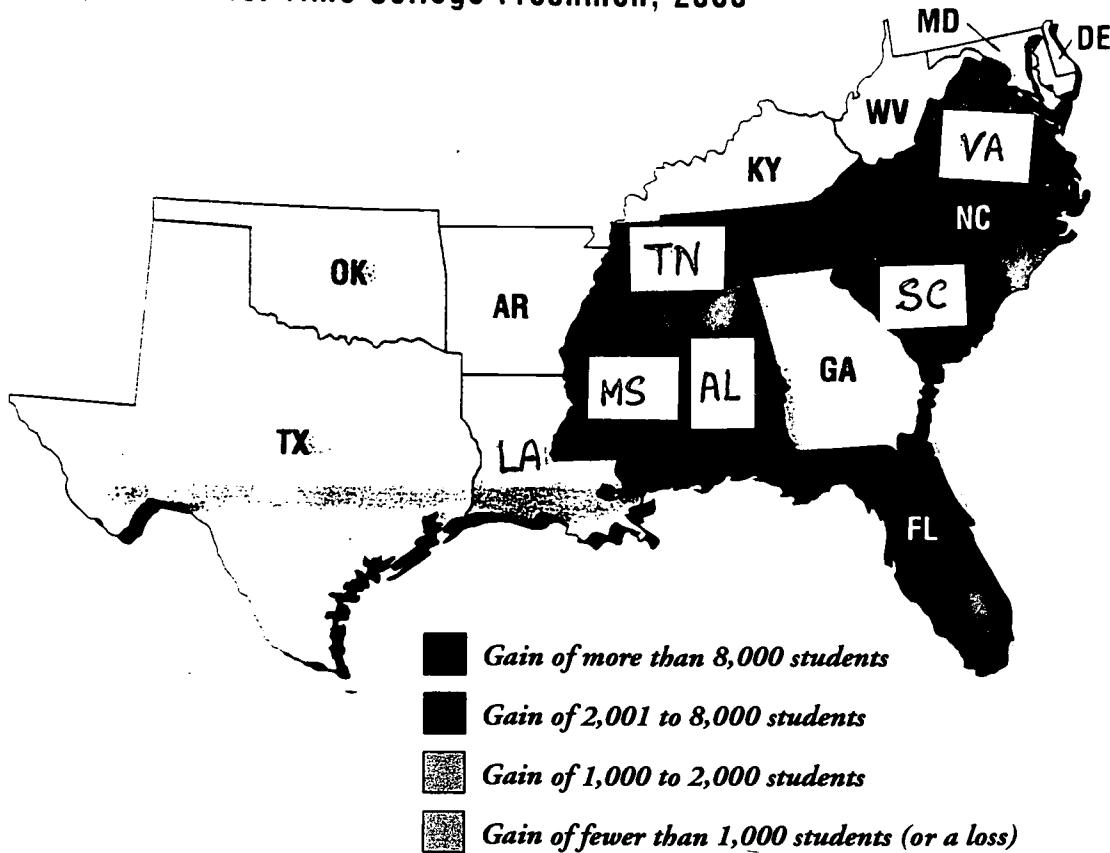 MD
DE
WV
VA
KY
NC
TN
OK
SC
AR
GA
MS
AL
TX
LA
FL
Gain of more than 8,000 students
Gain of 2,001 to 8,000 students
Gain of 1,000 to 2,000 students
Gain of fewer than 1,000 students (or a loss)